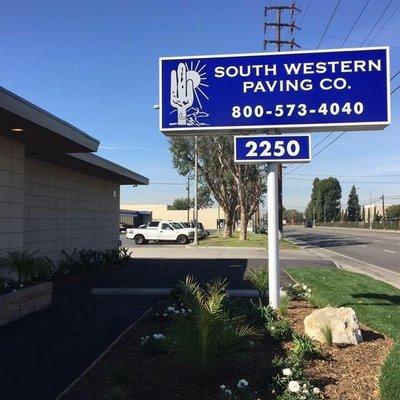 SOUTH WESTERN
PAVING CO.
800-573-4040
2250